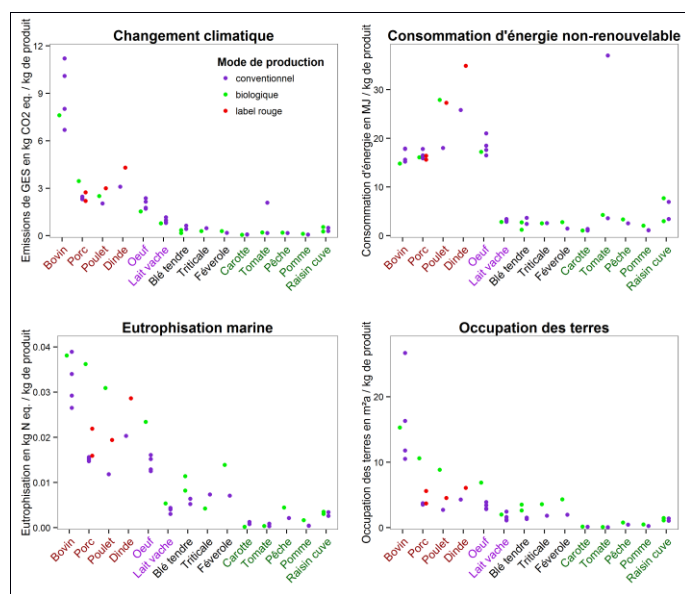 Changement climatique
Emissions de GES en kg CO2 eq. / kg de produit
12
9
6
3
0
Mode de production
conventionnel
biologique
label rouge
Bovin
Porc
Poulet
Dinde
Oeuf
Lait vache
Blé tendre
Triticale
Féverole
Carotte
Tomate
Pêche
Pomme
Raisin cuve
Consommation d'énergie non-renouvelable
Consommation d'énergie en MJ / kg de produit
30
20
10
0
Bovin
Porc
Poulet
Dinde
Oeuf
Lait vache
Blé tendre
Triticale
Féverole
Carotte
Tomate
Pêche
Pomme
Raisin cuve
Eutrophisation marine
Eutrophisation en kg N eq. / kg de produit
0.04
0.03
0.02
0.01
0.00
Bovin
Porc
Poulet
Dinde
Oeuf
Lait vache
Blé tendre
Triticale
Féverole
Carotte
Tomate
Pêche
Pomme
Raisin cuve
Occupation des terres
Occupation des terres en m²a / kg de produit
20
10
0
Bovin
Porc
Poulet
Dinde
Oeuf
Lait vache
Blé tendre
Triticale
Féverole
Carotte
Tomate
Pêche
Pomme
Raisin cuve